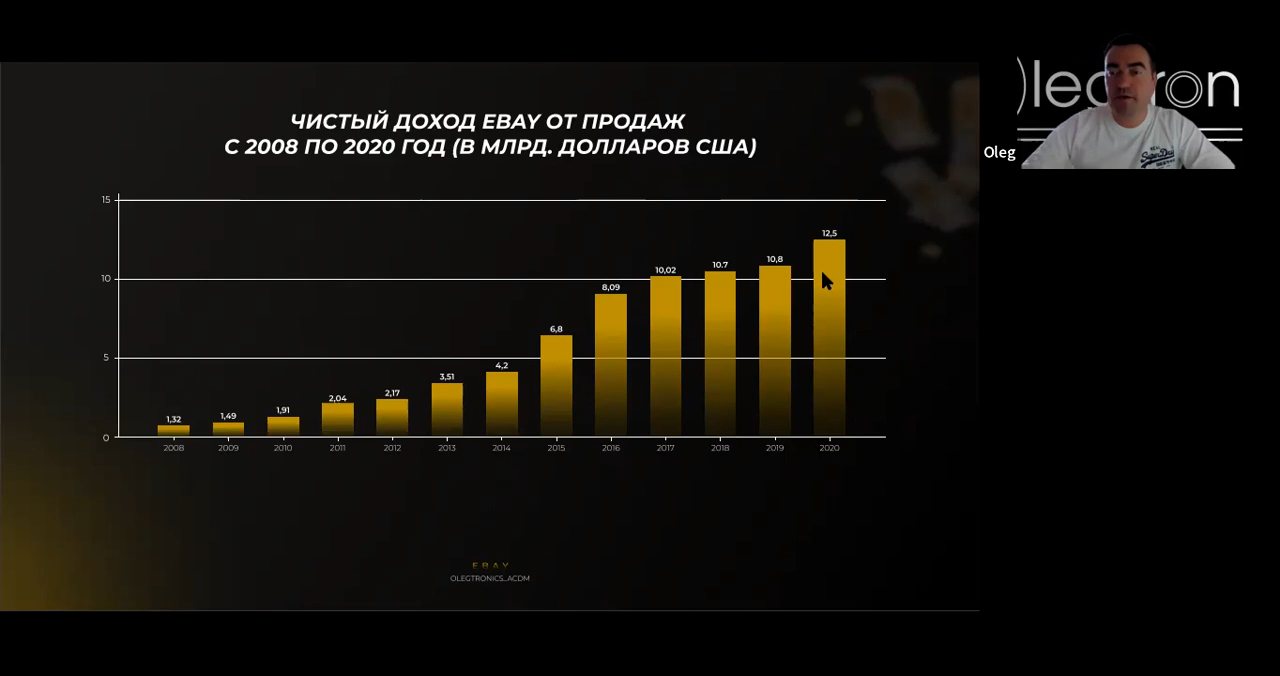 ЧИСТЫЙ ДОХОД EBAY ОТ ПРОДАЖ
С 2008 ПО 2020 ГОД (В МЛРД. ДОЛЛАРОВ США)
15
10
5
0
1,32
1,49
1,91
2,04
2,17
3,51
4,2
6,8
8,09
10,02
10.7
10,8
12,5
2008 2009 2010 2011 2012 2013 2014 2015 2016 2017 2018 2019 2020
EBAY
OLEGTRONICS_ACDM
Oleg